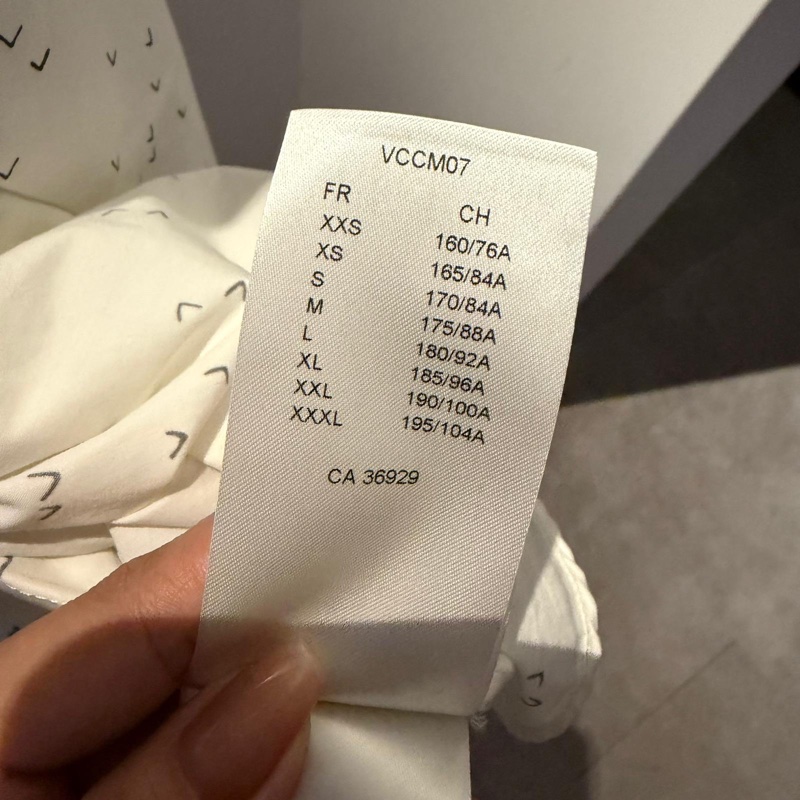 VCCM07
FR CH
XXS 160/76A
XS 165/84A
S 170/84A
M 175/88A
L 180/92A
XL 185/96A
XXL 190/100A
XXXL 195/104A
CA 36929